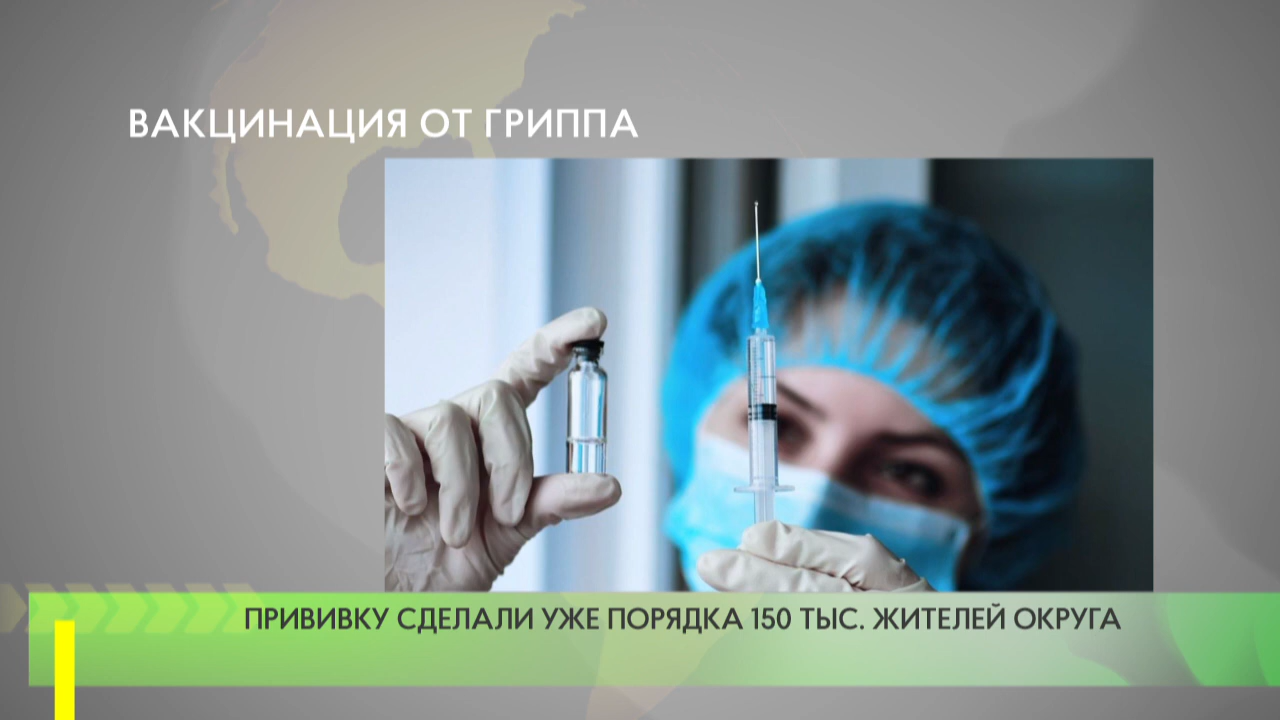 ВАКЦИНАЦИЯ ОТ ГРИППА
ПРИВИВКУ СДЕЛАЛИ УЖЕ ПОРЯДКА 150 ТЫС. ЖИТЕЛЕЙ ОКРУГА